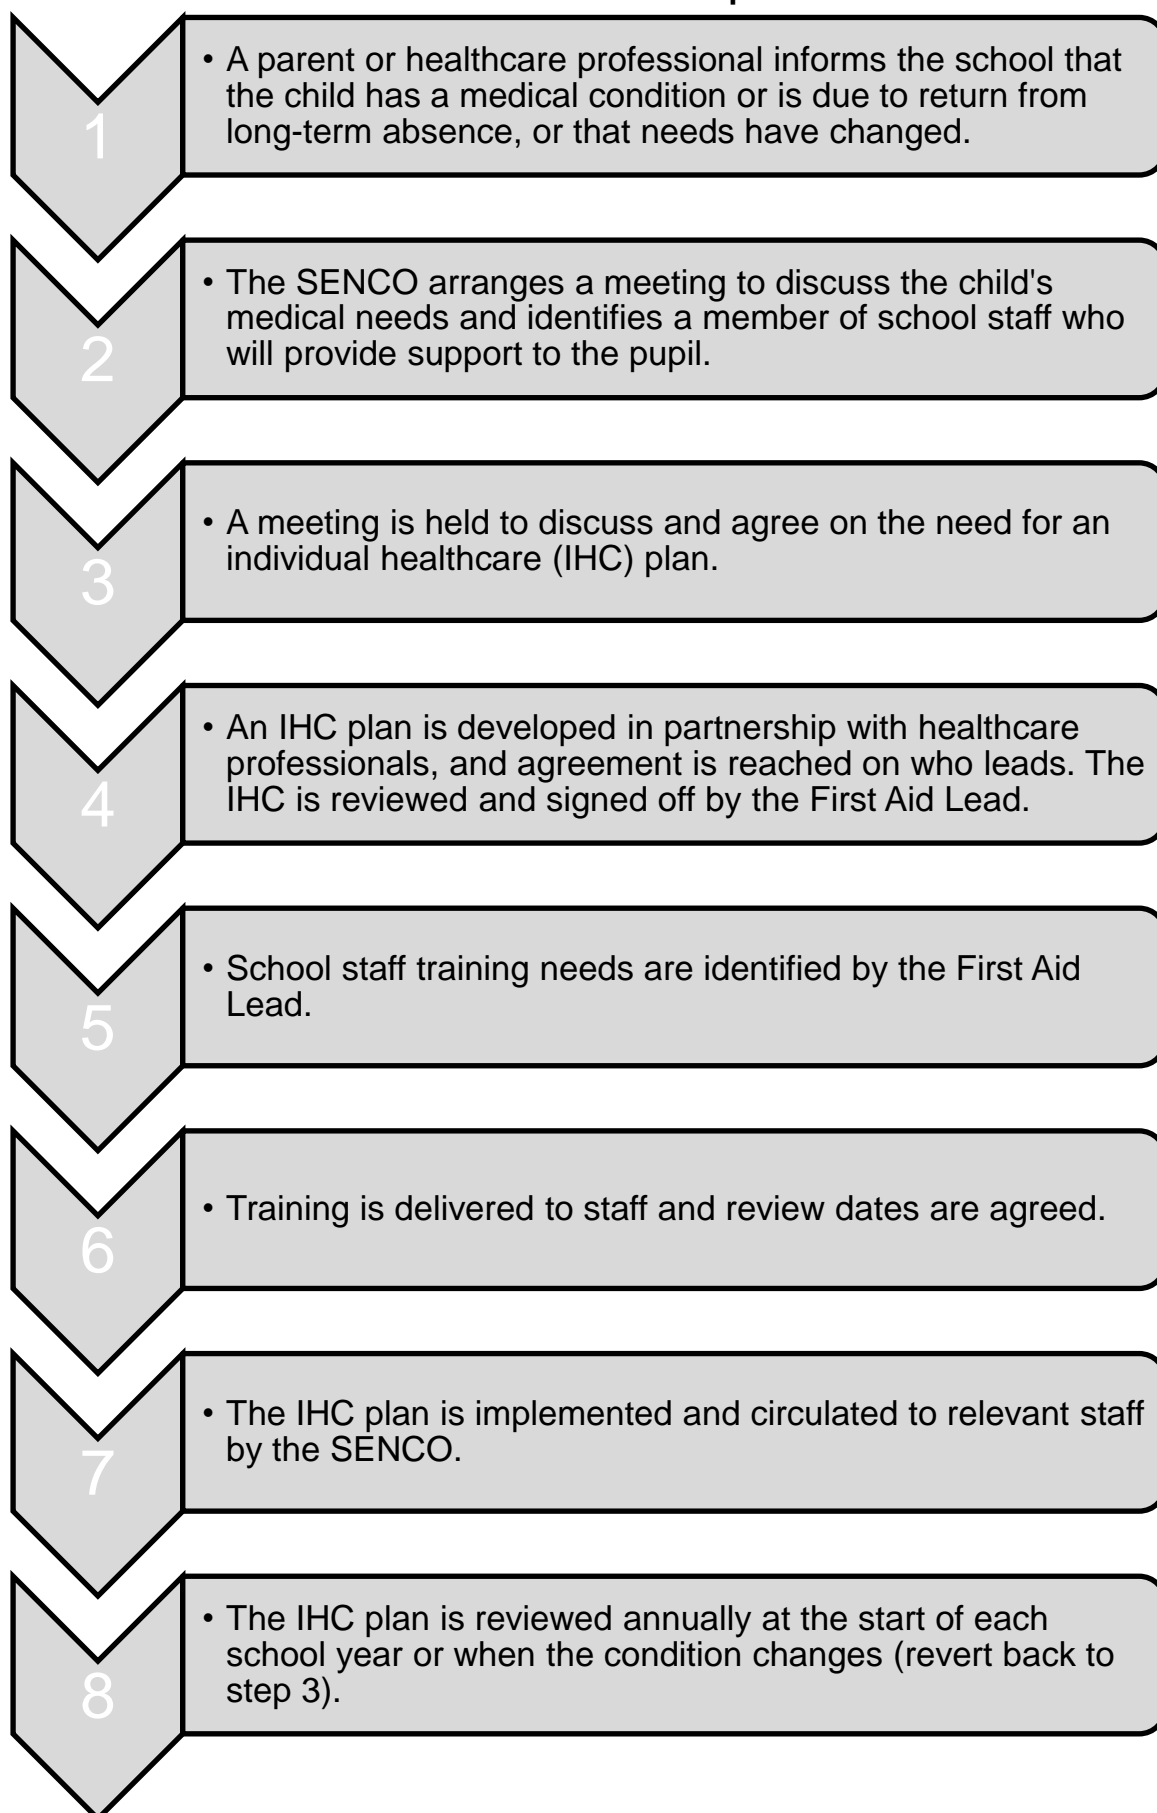 1
• A parent or healthcare professional informs the school that
the child has a medical condition or is due to return from
long-term absence, or that needs have changed.
2
• The SENCO arranges a meeting to discuss the child's
medical needs and identifies a member of school staff who
will provide support to the pupil.
3
• A meeting is held to discuss and agree on the need for an
individual healthcare (IHC) plan.
4
• An IHC plan is developed in partnership with healthcare
professionals, and agreement is reached on who leads. The
IHC is reviewed and signed off by the First Aid Lead.
5
• School staff training needs are identified by the First Aid
Lead.
6
• Training is delivered to staff and review dates are agreed.
7
• The IHC plan is implemented and circulated to relevant staff
by the SENCO.
8
• The IHC plan is reviewed annually at the start of each
school year or when the condition changes (revert back to
step 3).